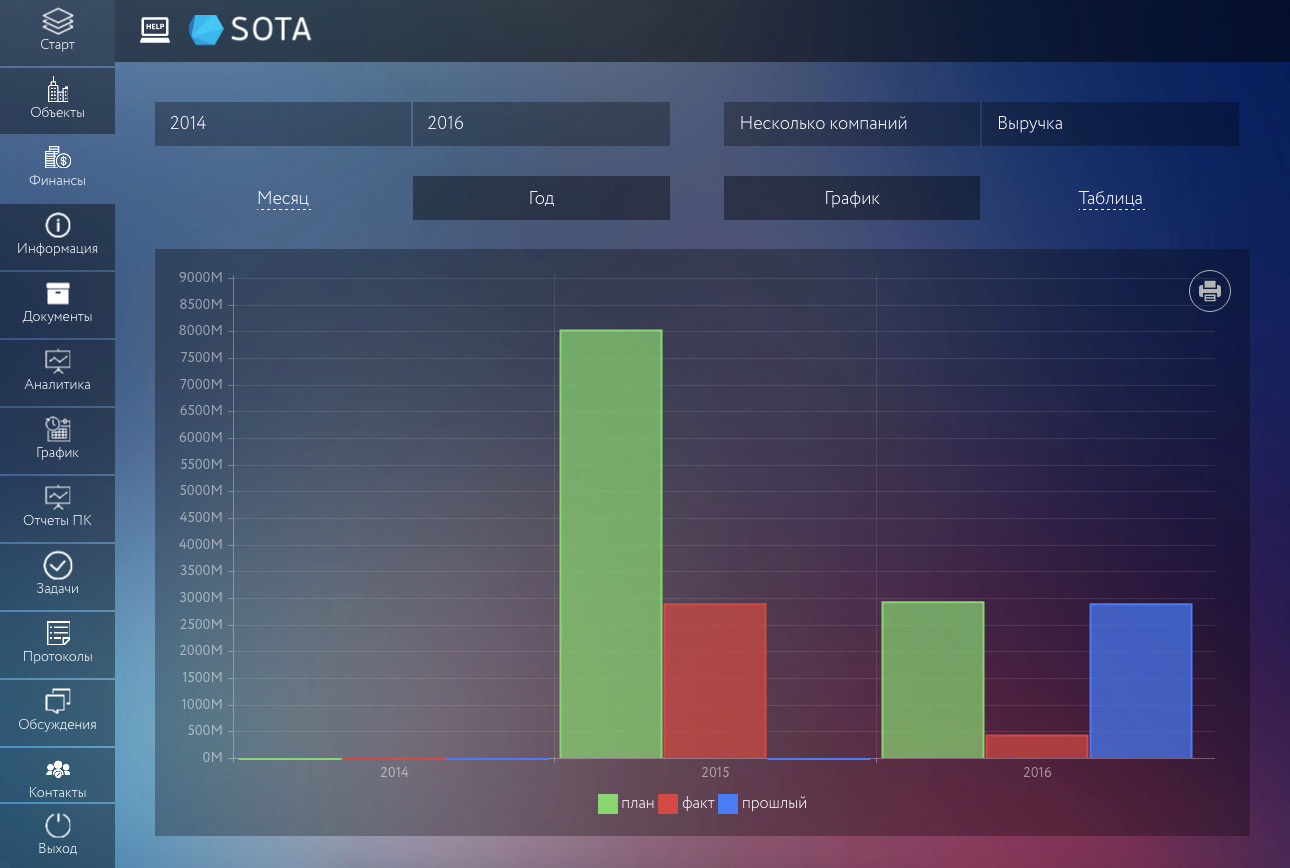 Старт
Объекты
Финансы
Информация
Документы
Аналитика
График
Отчеты ПК
Задачи
Протоколы
Обсуждения
Контакты
Выход
HELP
SOTA
2014
2016
Несколько компаний
Выручка
Месяц
Год
График
Таблица
9000M
8500M
8000M
7500M
7000M
6500M
6000M
5500M
5000M
4500M
4000M
3500M
3000M
2500M
2000M
1500M
1000M
500M
0M
2014 2015 2016
план факт прошлый